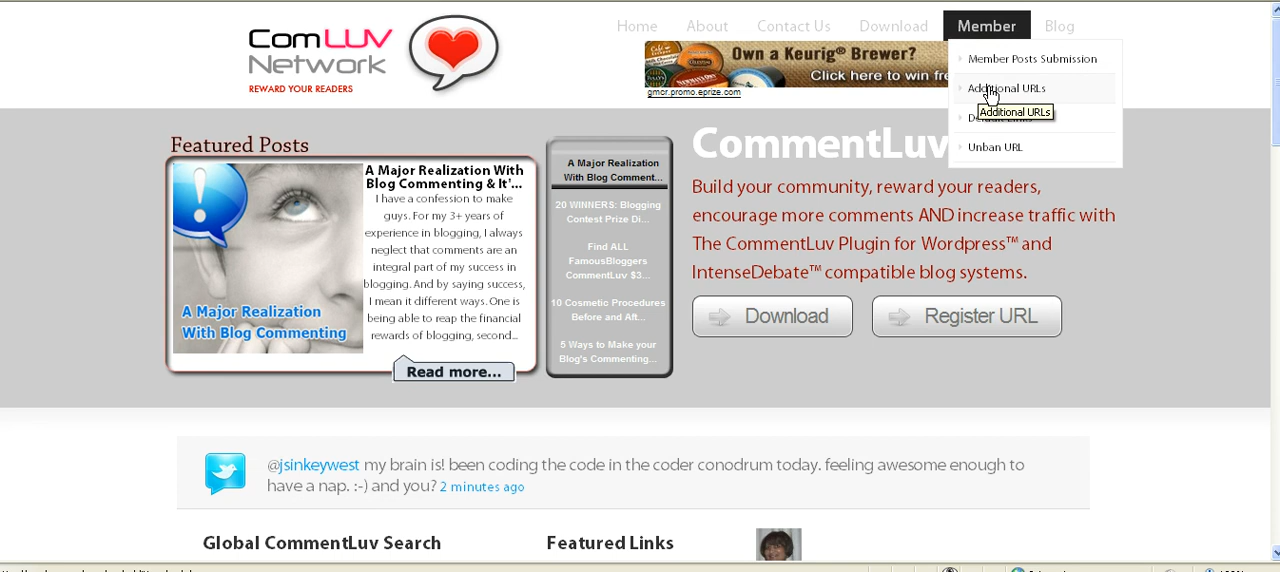 Home About Contact Us Download Member Blog
ComLUV
Network
REWARD YOUR READERS
Own a Keurig® Brewer?
Click here to win
gmcr.promo.eprize.com
Member Posts Submission
Additional URLs
Additional URLs
Unban URL
Featured Posts
A Major Realization With
Blog Commenting & It'...
I have a confession to make
guys. For my 3+ years of
experience in blogging, I always
neglect that comments are an
integral part of my success in
blogging. And by saying success,
I mean it different ways. One is
being able to reap the financial
rewards of blogging, second...
A Major Realization
With Blog Commenting
Read more...
A Major Realization
With Blog Comment...
20 WINNERS: Blogging
Contest Prize Di...
Find ALL
FamousBloggers
CommentLuv $3...
10 Cosmetic Procedures
Before and Aft...
5 Ways to Make your
Blog's Commenting...
CommentLuv
Build your community, reward your readers,
encourage more comments AND increase traffic with
The CommentLuv Plugin for Wordpress™ and
IntenseDebate™ compatible blog systems.
Download
Register URL
@jsinkeywest my brain is! been coding the code in the coder conodrum today. feeling awesome enough to
have a nap. :-) and you? 2 minutes ago
Global CommentLuv Search
Featured Links